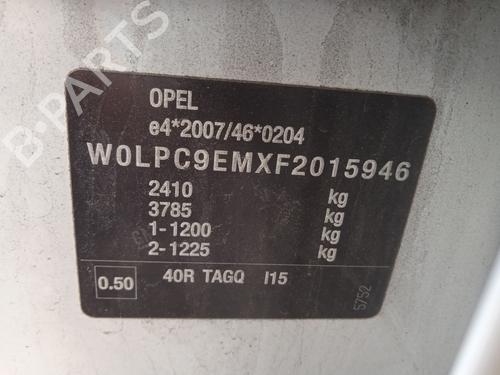 B-PARTS
OPEL
e4*2007/46*0204
W0LPC9EMXF2015946
2410 kg
3785 kg
1-1200 kg
2-1225 kg
0.50 40R TAGQ I15
5752